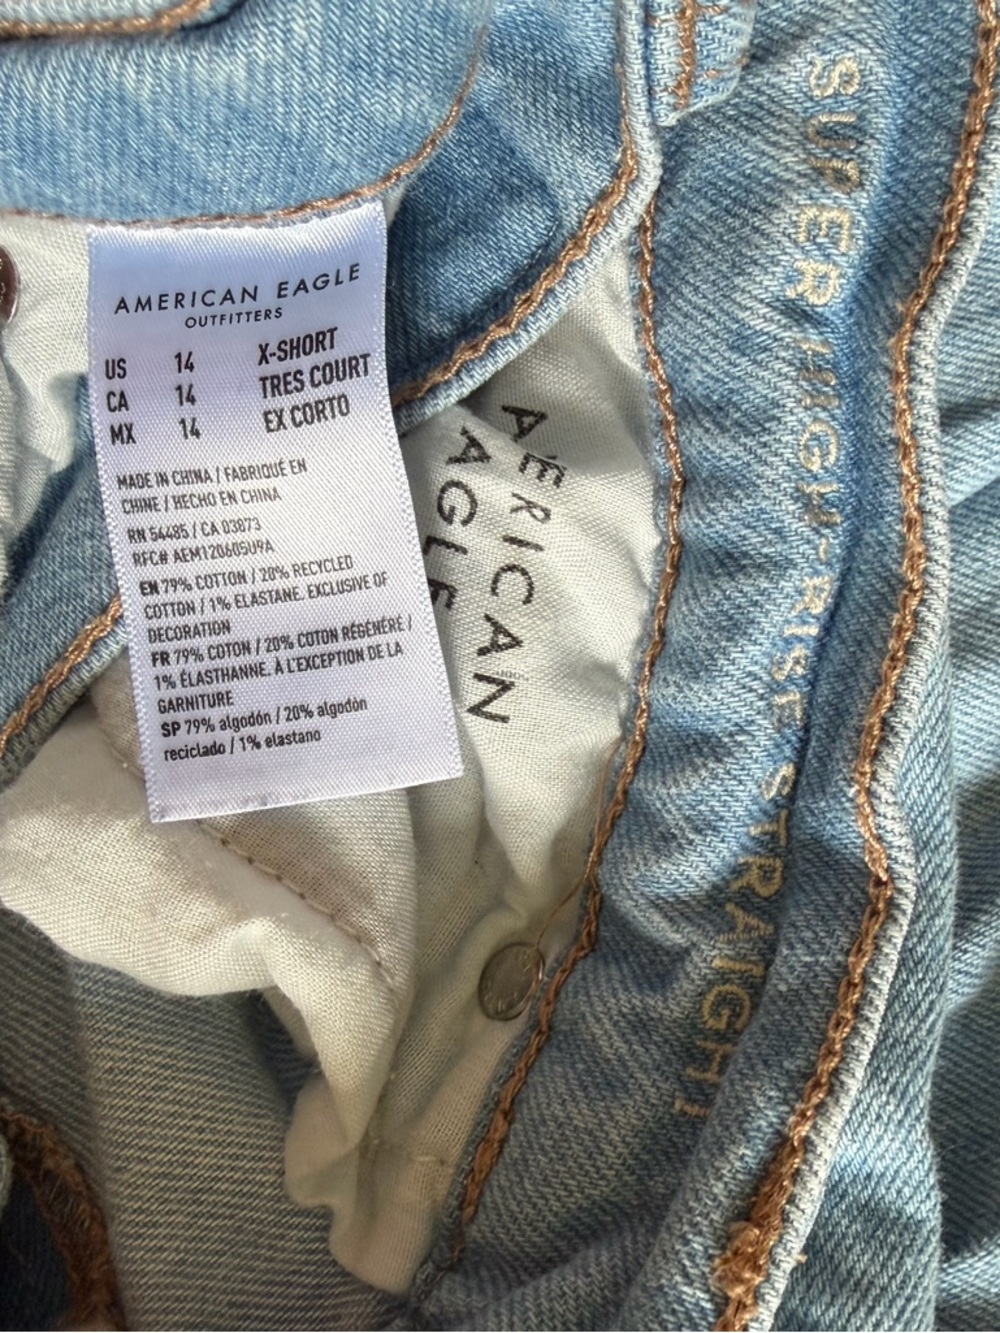 AMERICAN EAGLE
OUTFITTERS
US 14 X-SHORT
CA 14 TRES COURT
MX 14 EX CORTO
MADE IN CHINA / FABRIQUÉ EN
CHINE / HECHO EN CHINA
RN 54485 / CA 03873
RFC# AEM120605U9A
EN 79% COTTON / 20% RECYCLED
COTTON / 1% ELASTANE. EXCLUSIVE OF
DECORATION
FR 79% COTON / 20% COTON RÉGÉNÉRÉ /
1% ÉLASTHANNE. À L'EXCEPTION DE LA
GARNITURE
SP 79% algodón / 20% algodón
reciclado / 1% elastano
AMERICAN
EAGLE
SUPER HIGH-RISE STRAIGHT